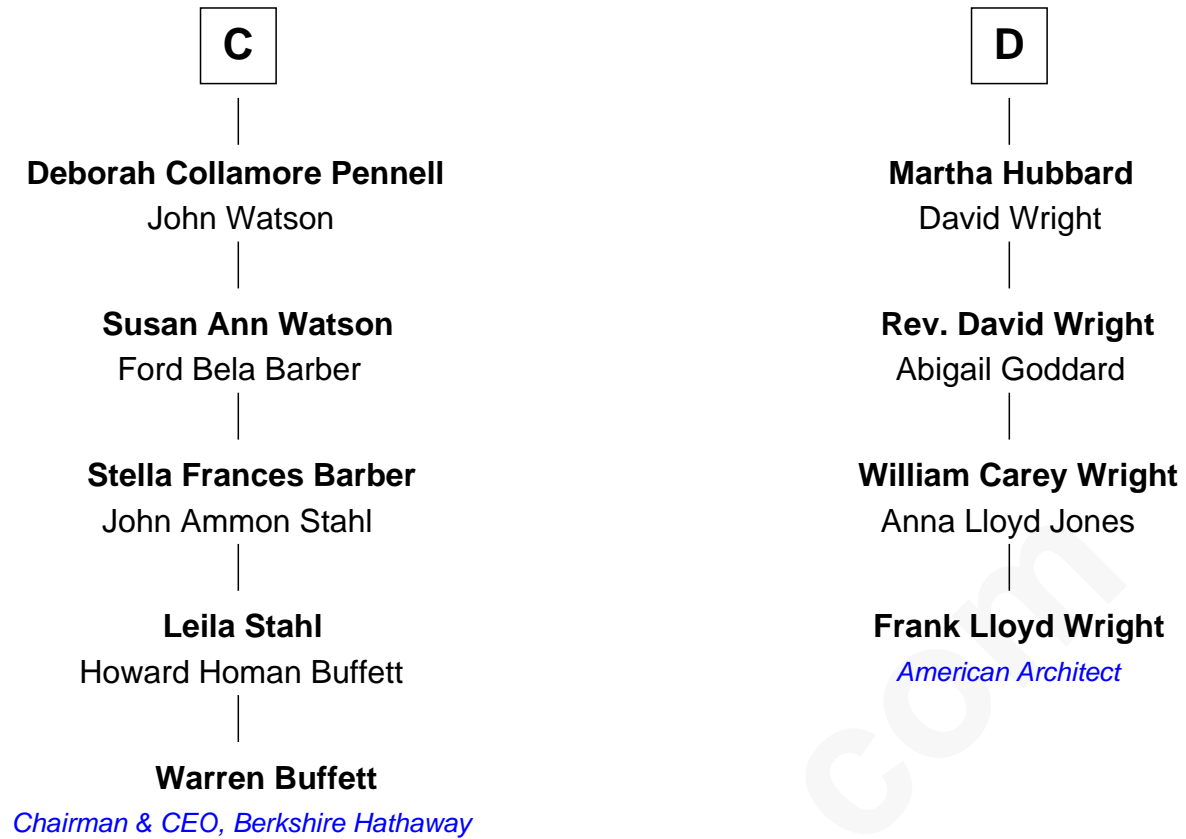 C
Deborah Collamore Pennell
John Watson
Susan Ann Watson
Ford Bela Barber
Stella Frances Barber
John Ammon Stahl
Leila Stahl
Howard Homan Buffett
Warren Buffett
Chairman & CEO, Berkshire Hathaway
D
Martha Hubbard
David Wright
Rev. David Wright
Abigail Goddard
William Carey Wright
Anna Lloyd Jones
Frank Lloyd Wright
American Architect
com